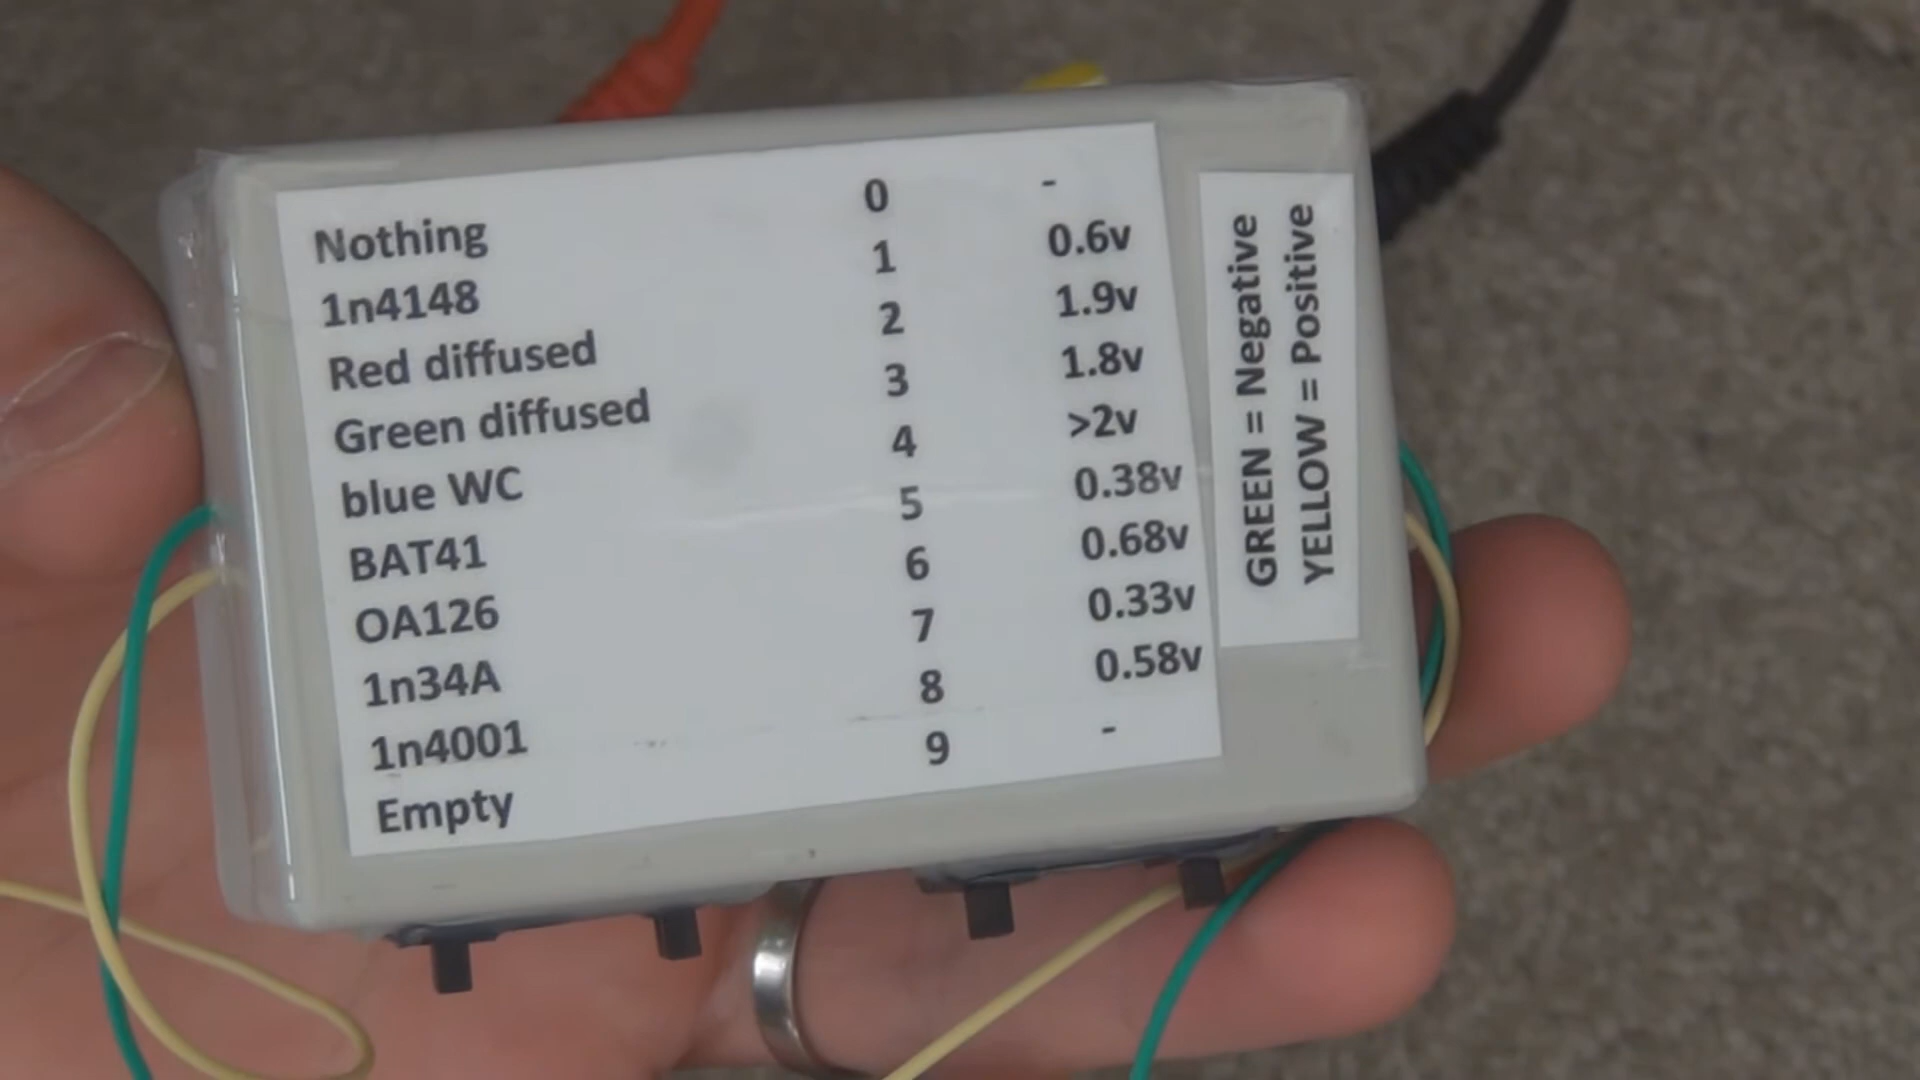 Nothing 0 -
1n4148 1 0.6v
Red diffused 2 1.9v
Green diffused 3 1.8v
blue WC 4 >2v
BAT41 5 0.38v
OA126 6 0.68v
1n34A 7 0.33v
1n4001 8 0.58v
Empty 9 -
GREEN = Negative
YELLOW = Positive